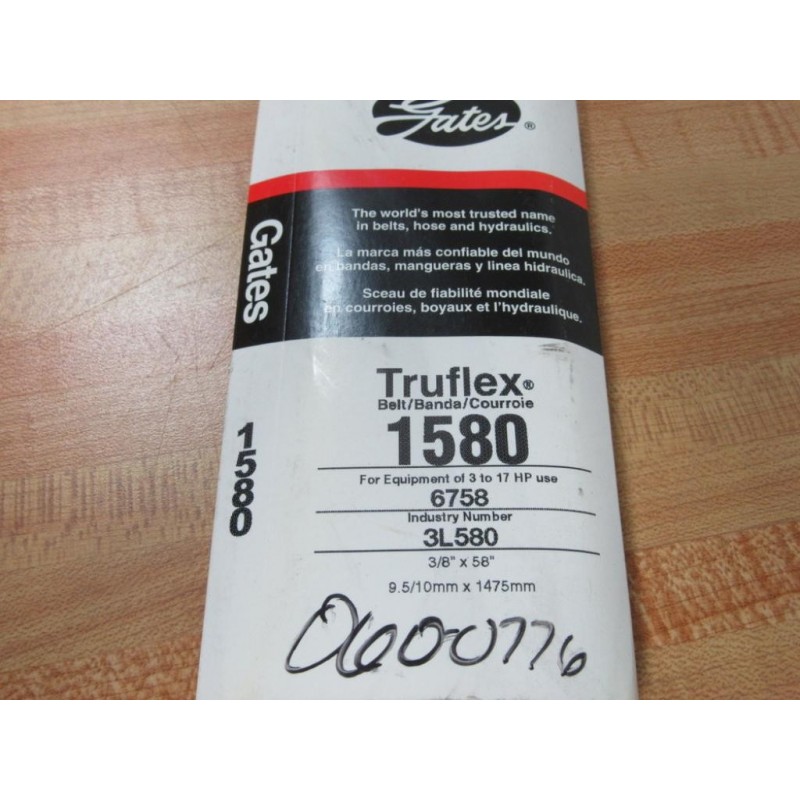 Gates®
The world's most trusted name
in belts, hose and hydraulics.
La marca más confiable del mundo
en bandas, mangueras y linea hidraulica.
Sceau de fiabilité mondiale
en courroies, boyaux et l'hydraulique.
Gates
1580
Truflex®
Belt/Banda/Courroie
1580
For Equipment of 3 to 17 HP use
6758
Industry Number
3L580
3/8" x 58"
9.5/10mm x 1475mm
0600776